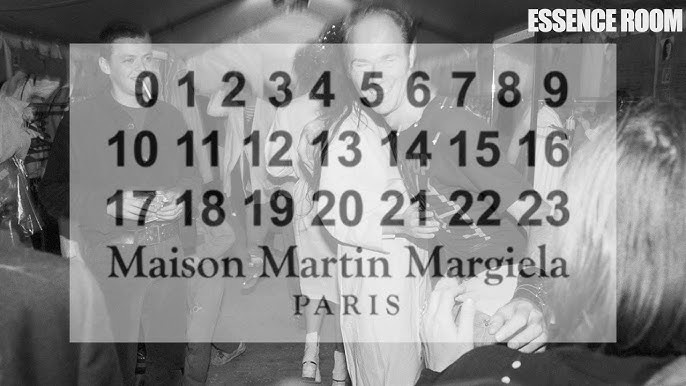 ESSENCE ROOM
0 1 2 3 4 5 6 7 8 9
10 11 12 13 14 15 16
17 18 19 20 21 22 23
Maison Martin Margiela
PARIS